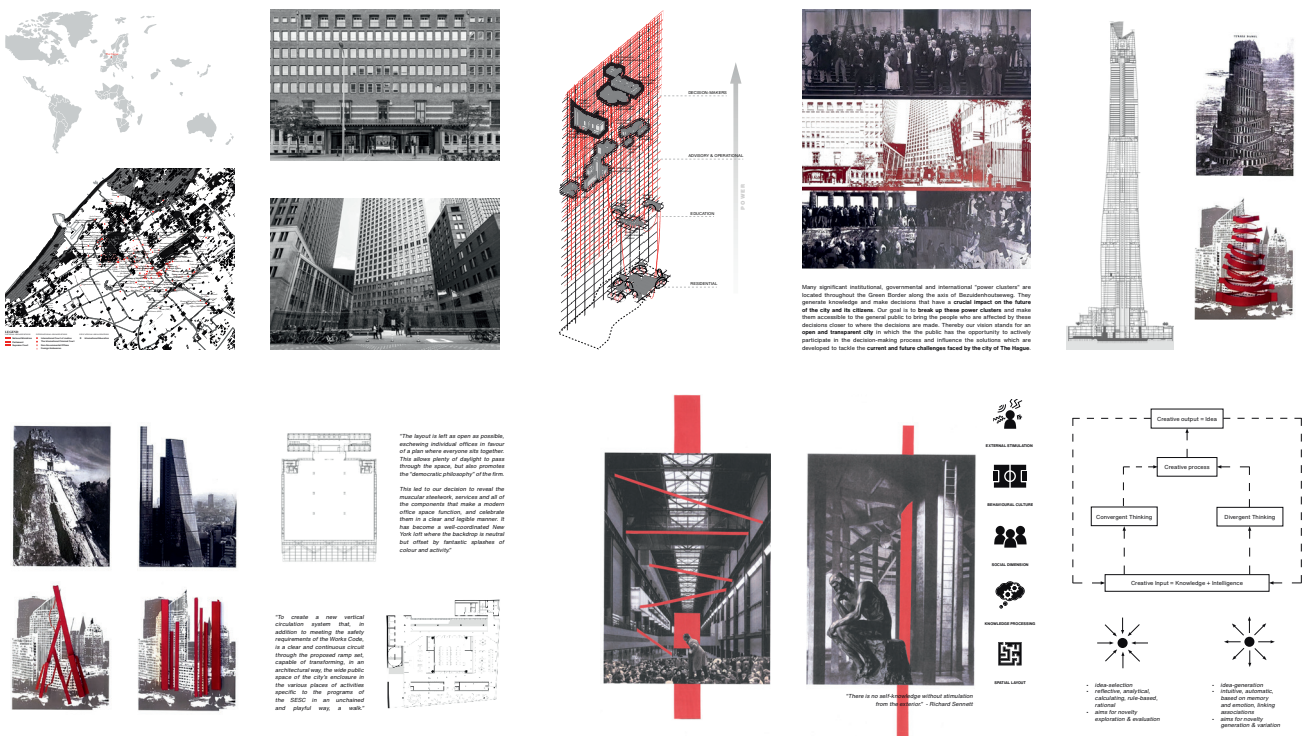 LEGEND
DECISION-MAKERS
ADVISORY & OPERATIONAL
EDUCATION
RESIDENTIAL
POWER
Many significant institutional, governmental and international "power clusters" are
located throughout the Green Border along the axis of Bezuidenhoutseweg. They
generate knowledge and make decisions that have a crucial impact on the future
of the city and its citizens. Our goal is to break up these power clusters and make
them accessible to the general public to bring the people who are affected by these
decisions closer to where the decisions are made. Thereby our vision stands for an
open and transparent city in which the the public has the opportunity to actively
participate in the decision-making process and influence the solutions which are
developed to tackle the current and future challenges faced by the city of The Hague.
"The layout is left as open as possible,
eschewing individual offices in favour
of a plan where everyone sits together.
This allows plenty of daylight to pass
through the space, but also promotes
the "democratic philosophy" of the firm.
This led to our decision to reveal the
muscular steelwork, services and all of
the components that make a modern
office space function, and celebrate
them in a clear and legible manner. It
has become a well-coordinated New
York loft where the backdrop is neutral
but offset by fantastic splashes of
colour and activity."
"To create a new vertical
circulation system that, in
addition to meeting the safety
requirements of the Works Code,
is a clear and continuous circuit
through the proposed ramp set,
capable of transforming, in an
architectural way, the wide public
space of the city's enclosure in
the various places of activities
specific to the programs of
the SESC in an unchained
and playful way, a walk."
"There is no self-knowledge without stimulation
from the exterior." - Richard Sennett
EXTERNAL STIMULATION
BEHAVIOURAL CULTURE
SOCIAL DIMENSION
KNOWLEDGE PROCESSING
SPATIAL LAYOUT
Creative output = Idea
Creative process
Convergent Thinking
Divergent Thinking
Creative Input = Knowledge + Intelligence
- idea-selection
- reflective, analytical,
calculating, rule-based,
rational
- aims for novelty
exploration & evaluation
- idea-generation
- intuitive, automatic,
based on memory
and emotion, linking
associations
- aims for novelty
generation & variation